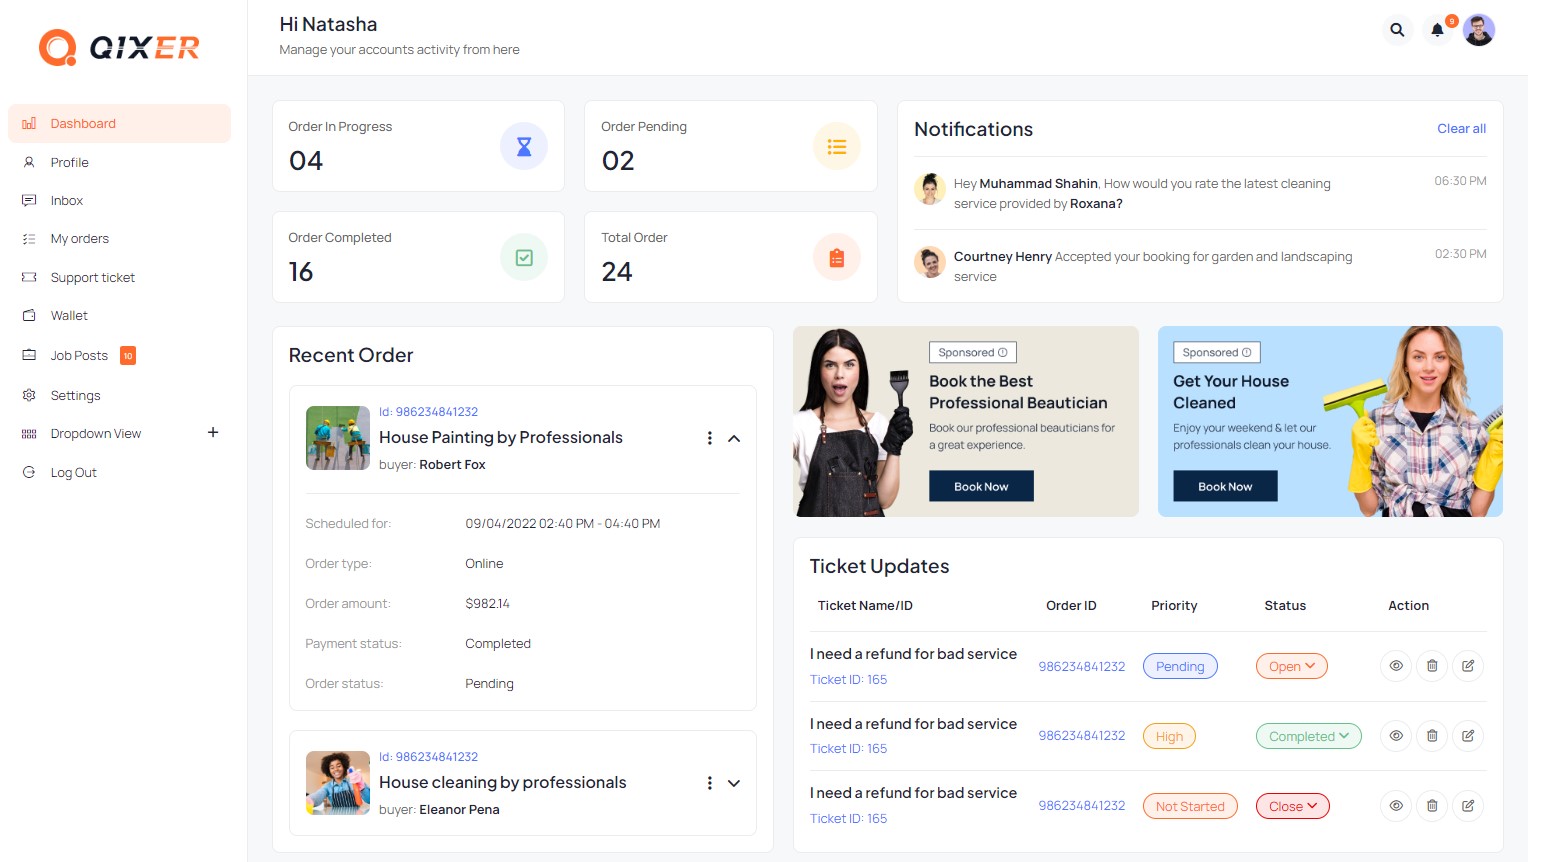 QIXER
Dashboard
Profile
Inbox
My orders
Support ticket
Wallet
Job Posts 10
Settings
Dropdown View +
Log Out
Hi Natasha
Manage your accounts activity from here
9
Order In Progress
04
Order Pending
02
Order Completed
16
Total Order
24
Notifications Clear all
Hey Muhammad Shahin, How would you rate the latest cleaning 06:30 PM
service provided by Roxana?
Courtney Henry Accepted your booking for garden and landscaping 02:30 PM
service
Recent Order
Id: 986234841232
House Painting by Professionals
buyer: Robert Fox
Scheduled for: 09/04/2022 02:40 PM - 04:40 PM
Order type: Online
Order amount: $982.14
Payment status: Completed
Order status: Pending
Id: 986234841232
House cleaning by professionals
buyer: Eleanor Pena
Sponsored
Book the Best
Professional Beautician
Book our professional beauticians for
a great experience.
Book Now
Sponsored
Get Your House
Cleaned
Enjoy your weekend & let our
professionals clean your house.
Book Now
Ticket Updates
Ticket Name/ID Order ID Priority Status Action
I need a refund for bad service
Ticket ID: 165
986234841232 Pending Open
I need a refund for bad service
Ticket ID: 165
986234841232 High Completed
I need a refund for bad service
Ticket ID: 165
986234841232 Not Started Close